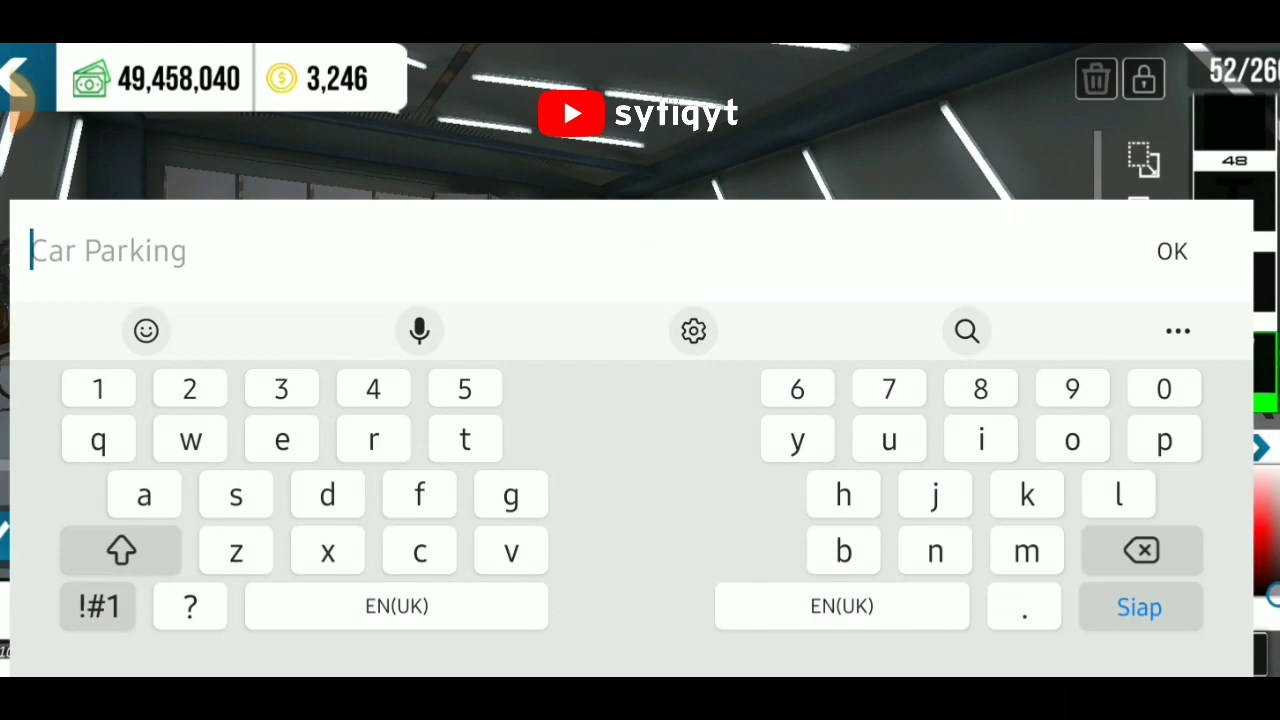 49,458,040 3,246 52/260
syfiqyt
48
Car Parking OK
1 2 3 4 5 6 7 8 9 0
q w e r t y u i o p
a s d f g h j k l
z x c v b n m
!#1 ? EN(UK) EN(UK) . Siap